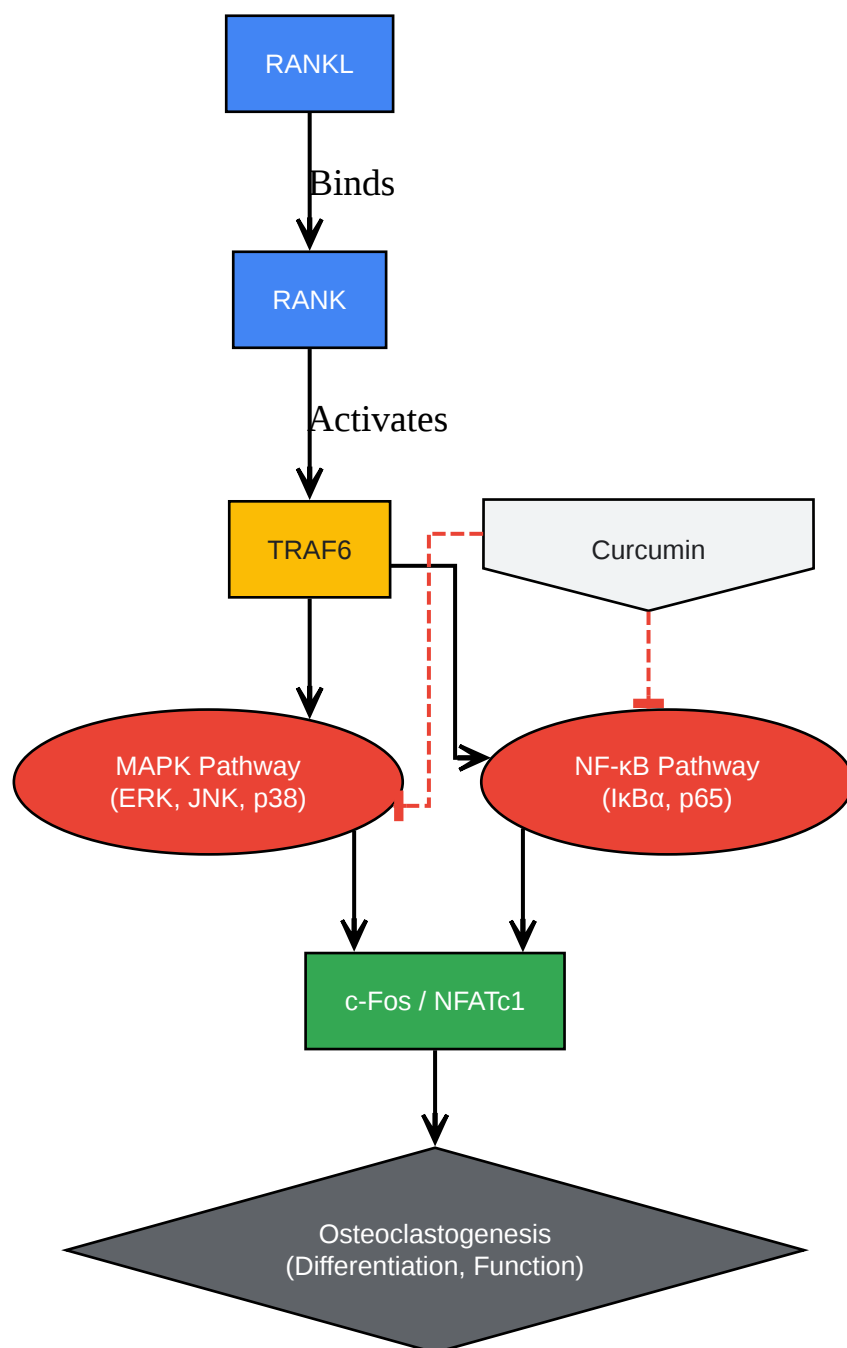 RANKL
Binds
RANK
Activates
TRAF6
Curcumin
MAPK Pathway
(ERK, JNK, p38)
NF-κB Pathway
(IκBα, p65)
c-Fos / NFATc1
Osteoclastogenesis
(Differentiation, Function)